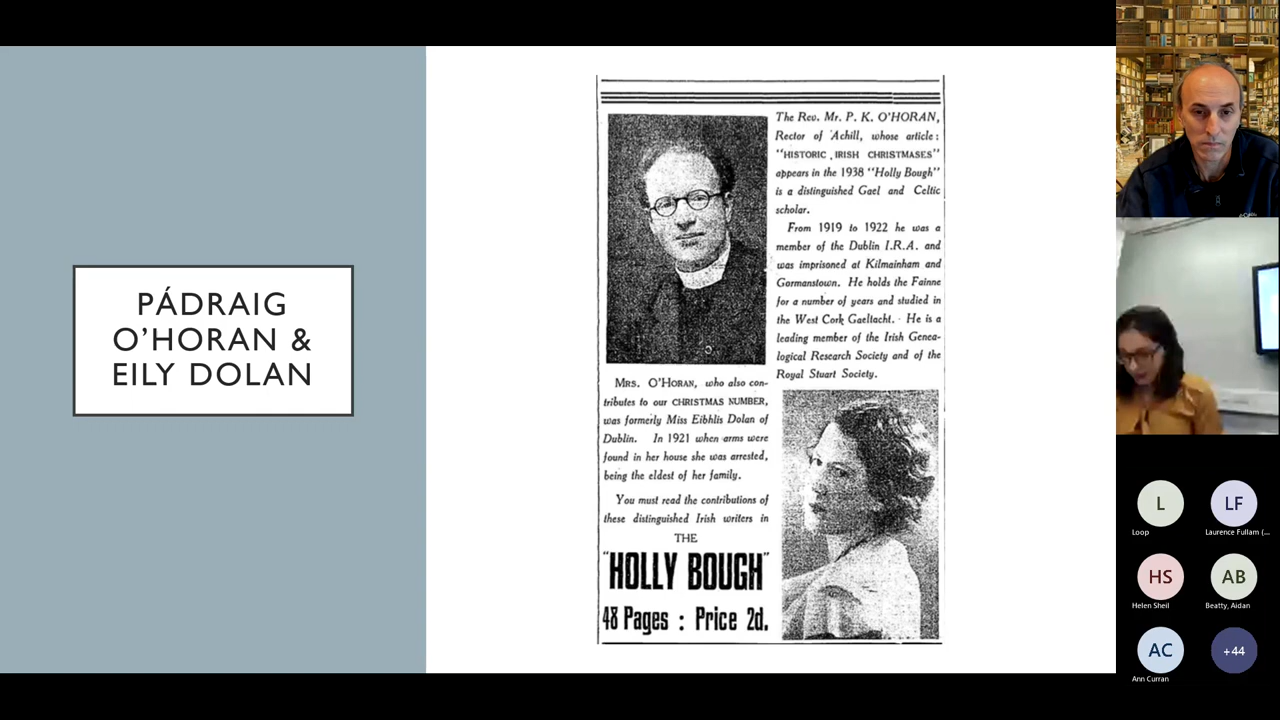 PÁDRAIG
O'HORAN &
EILY DOLAN
The Rev. Mr. P. K. O'HORAN,
Rector of Achill, whose article:
"HISTORIC IRISH CHRISTMASES"
appears in the 1938 "Holly Bough"
is a distinguished Gael and Celtic
scholar.
From 1919 to 1922 he was a
member of the Dublin I.R.A. and
was imprisoned at Kilmainham and
Gormanstown. He holds the Fainne
for a number of years and studied in
the West Cork Gaeltacht. He is a
leading member of the Irish Genea-
logical Research Society and of the
Royal Stuart Society.
MRS. O'HORAN, who also con-
tributes to our CHRISTMAS NUMBER,
was formerly Miss Eibhlis Dolan of
Dublin. In 1921 when arms were
found in her house she was arrested,
being the eldest of her family.
You must read the contributions of
these distinguished Irish writers in
THE
"HOLLY BOUGH"
48 Pages : Price 2d.
L
Loop
LF
Laurence Fullam (...
HS
Helen Sheil
AB
Beatty, Aidan
AC
Ann Curran
+44